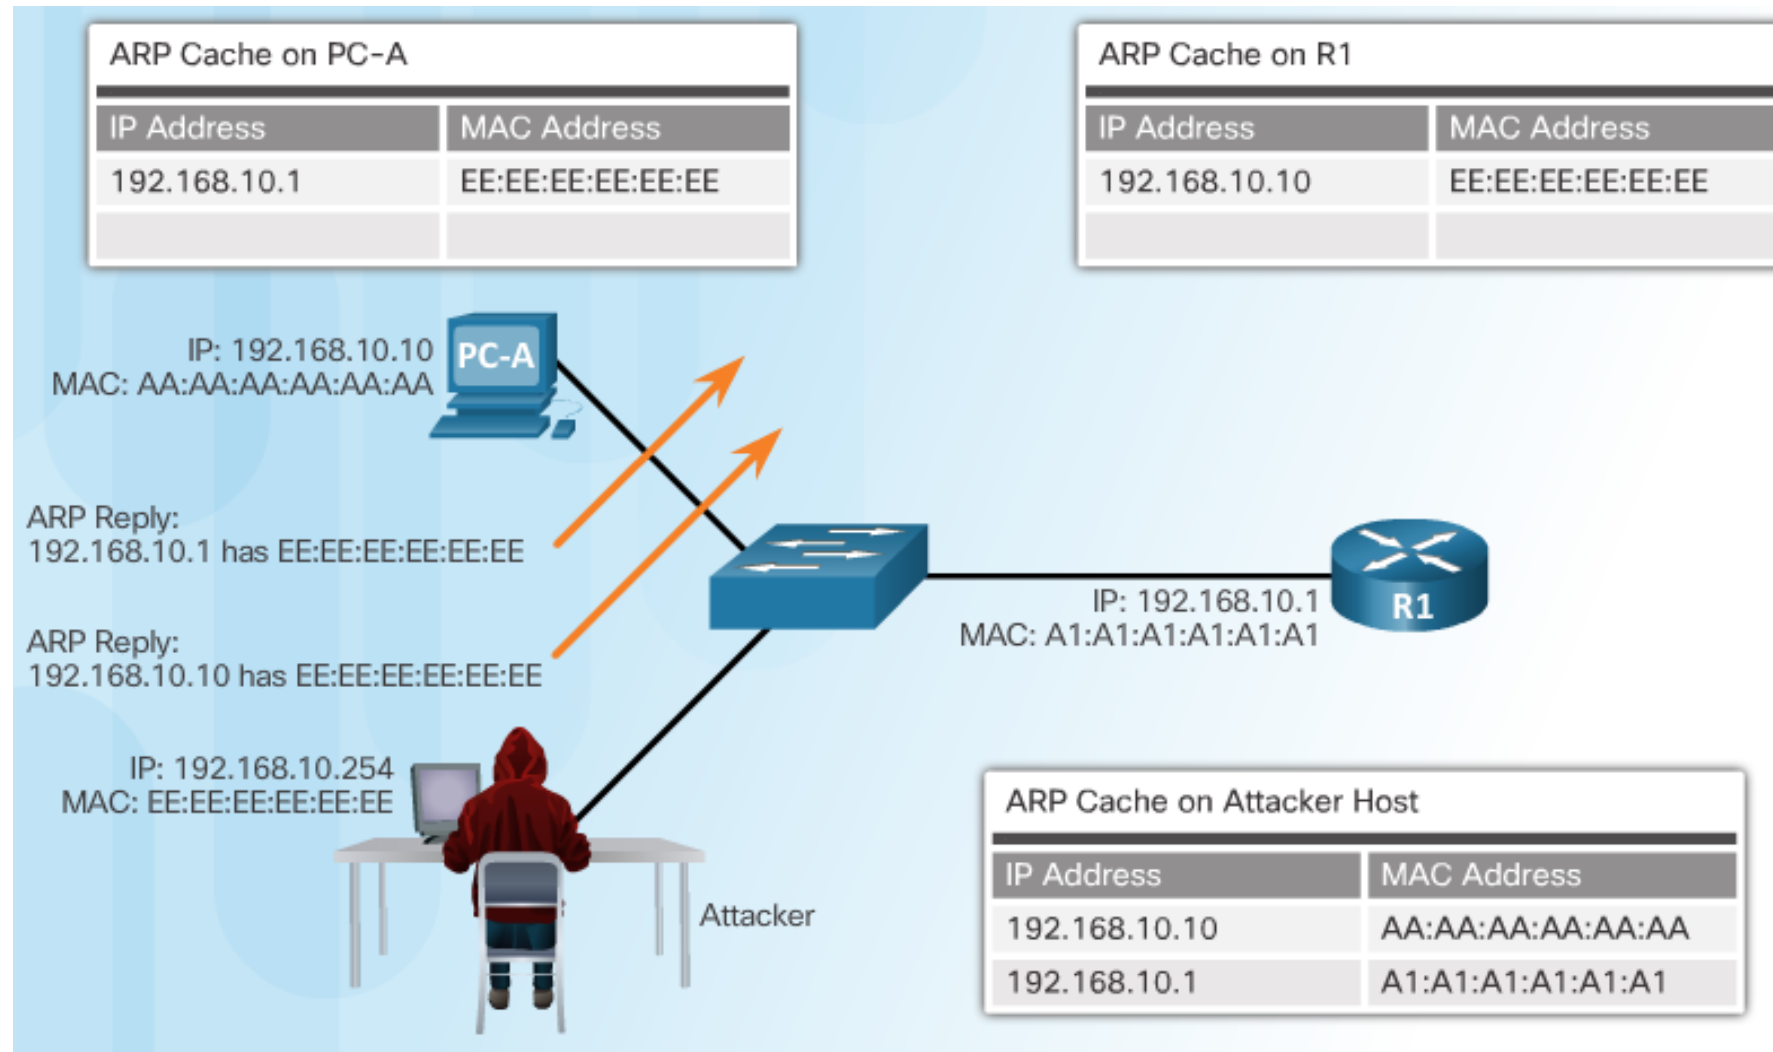 ARP Cache on PC-A
IP Address MAC Address
192.168.10.1 EE:EE:EE:EE:EE:EE
ARP Cache on R1
IP Address MAC Address
192.168.10.10 EE:EE:EE:EE:EE:EE
IP: 192.168.10.10
MAC: AA:AA:AA:AA:AA:AA
PC-A
ARP Reply:
192.168.10.1 has EE:EE:EE:EE:EE:EE
ARP Reply:
192.168.10.10 has EE:EE:EE:EE:EE:EE
IP: 192.168.10.1
MAC: A1:A1:A1:A1:A1:A1
R1
IP: 192.168.10.254
MAC: EE:EE:EE:EE:EE:EE
Attacker
ARP Cache on Attacker Host
IP Address MAC Address
192.168.10.10 AA:AA:AA:AA:AA:AA
192.168.10.1 A1:A1:A1:A1:A1:A1